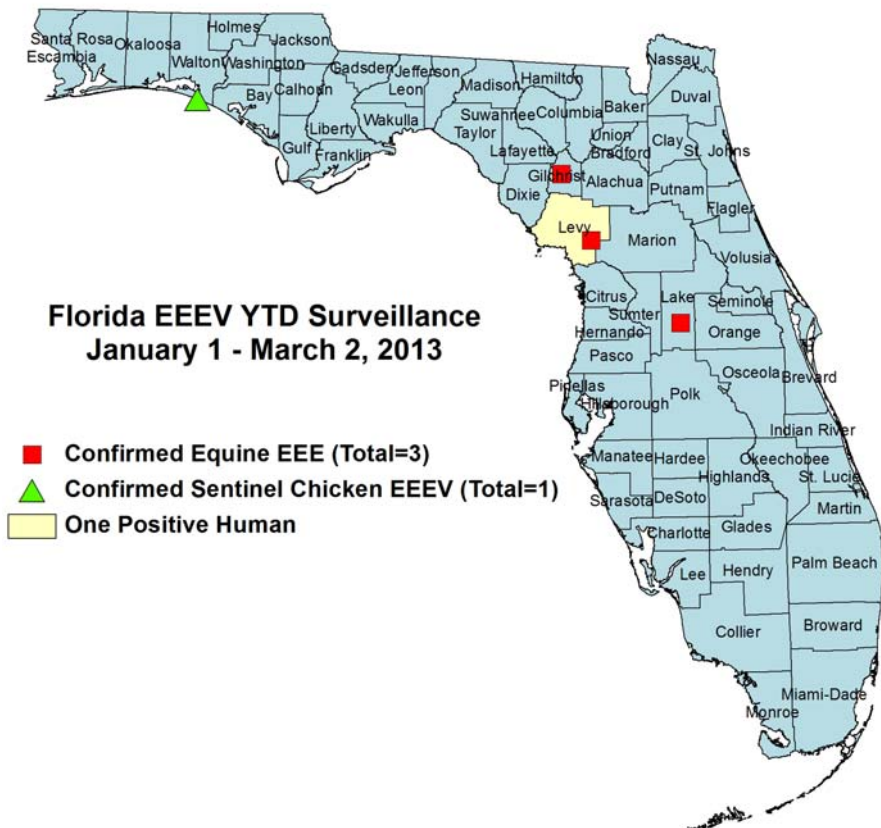 Holmes
Jackson
Santa Rosa
Okaloosa
Escambia
Walton
Washington
Gadsden
Jefferson
Nassau
Bay
Calhoun
Leon
Madison
Hamilton
Duval
Liberty
Wakulla
Suwannee
Columbia
Baker
Taylor
Union
Clay
Gulf
Franklin
Lafayette
Bradford
St. Johns
Gilchrist
Alachua
Dixie
Putnam
Flagler
Levy
Marion
Volusia
Citrus
Lake
Seminole
Sumter
Hernando
Orange
Pasco
Osceola
Brevard
Pinellas
Hillsborough
Polk
Indian River
Manatee
Hardee
Okeechobee
Highlands
St. Lucie
Sarasota
DeSoto
Martin
Charlotte
Glades
Lee
Hendry
Palm Beach
Collier
Broward
Miami-Dade
Monroe
Florida EEEV YTD Surveillance
January 1 - March 2, 2013
Confirmed Equine EEE (Total=3)
Confirmed Sentinel Chicken EEEV (Total=1)
One Positive Human